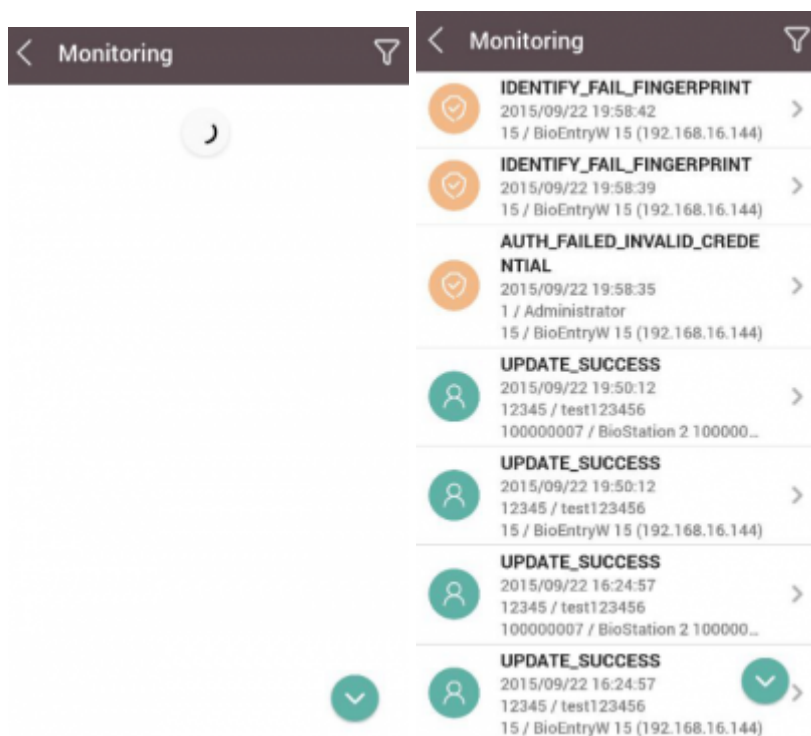 Monitoring
Monitoring
IDENTIFY_FAIL_FINGERPRINT
2015/09/22 19:58:42
15 / BioEntryW 15 (192.168.16.144)
IDENTIFY_FAIL_FINGERPRINT
2015/09/22 19:58:39
15 / BioEntryW 15 (192.168.16.144)
AUTH_FAILED_INVALID_CREDE
NTIAL
2015/09/22 19:58:35
1 / Administrator
15 / BioEntryW 15 (192.168.16.144)
UPDATE_SUCCESS
2015/09/22 19:50:12
12345 / test123456
100000007 / BioStation 2 100000...
UPDATE_SUCCESS
2015/09/22 19:50:12
12345 / test123456
15 / BioEntryW 15 (192.168.16.144)
UPDATE_SUCCESS
2015/09/22 16:24:57
12345 / test123456
100000007 / BioStation 2 100000...
UPDATE_SUCCESS
2015/09/22 16:24:57
12345 / test123456
15 / BioEntryW 15 (192.168.16.144)